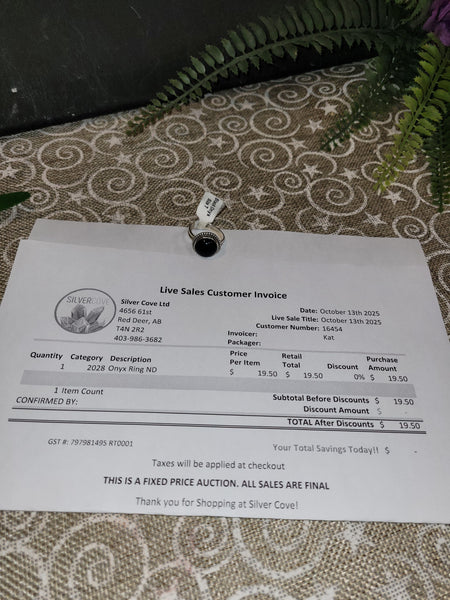 Live Sales Customer Invoice
SILVERCOVE
Silver Cove Ltd
4656 61st
Red Deer, AB
T4N 2R2
403-986-3682
Date: October 13th 2025
Live Sale Title: October 13th 2025
Customer Number: 16454
Invoicer: Kat
Packager:
Quantity Category Description Price Per Item Retail Total Discount Purchase Amount
1 2028 Onyx Ring ND $ 19.50 $ 19.50 0% $ 19.50
1 Item Count
Subtotal Before Discounts $ 19.50
CONFIRMED BY:
Discount Amount $ -
TOTAL After Discounts $ 19.50
GST #: 797981495 RT0001
Your Total Savings Today!! $ -
Taxes will be applied at checkout
THIS IS A FIXED PRICE AUCTION. ALL SALES ARE FINAL
Thank you for Shopping at Silver Cove!